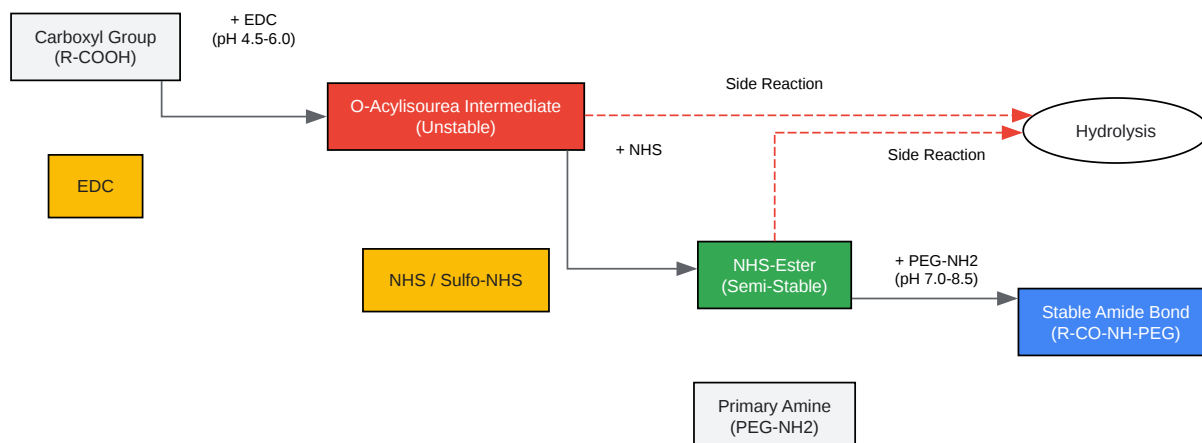 + EDC
(pH 4.5-6.0)
Carboxyl Group
(R-COOH)
Side Reaction
O-Acylisourea Intermediate
(Unstable)
Hydrolysis
+ NHS
Side Reaction
EDC
NHS / Sulfo-NHS
NHS-Ester
(Semi-Stable)
+ PEG-NH2
(pH 7.0-8.5)
Stable Amide Bond
(R-CO-NH-PEG)
Primary Amine
(PEG-NH2)